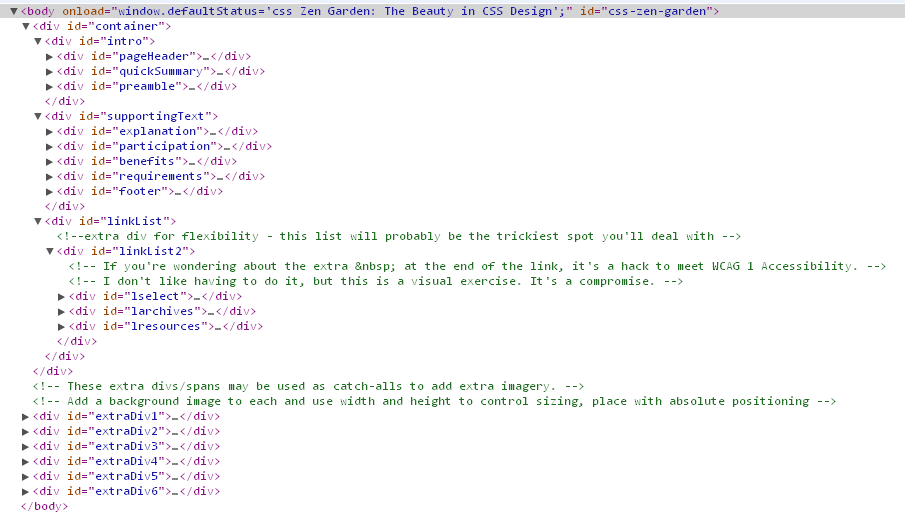 ▼<body onload="window.defaultStatus='css Zen Garden: The Beauty in CSS Design';" id="css-zen-garden">
▼<div id="container">
▼<div id="intro">
▶<div id="pageHeader">…</div>
▶<div id="quickSummary">…</div>
▶<div id="preamble">…</div>
</div>
▼<div id="supportingText">
▶<div id="explanation">…</div>
▶<div id="participation">…</div>
▶<div id="benefits">…</div>
▶<div id="requirements">…</div>
▶<div id="footer">…</div>
</div>
▼<div id="linkList">
<!--extra div for flexibility - this list will probably be the trickiest spot you'll deal with -->
▼<div id="linkList2">
<!-- If you're wondering about the extra &nbsp; at the end of the link, it's a hack to meet WCAG 1 Accessibility. -->
<!-- I don't like having to do it, but this is a visual exercise. It's a compromise. -->
▶<div id="lselect">…</div>
▶<div id="larchives">…</div>
▶<div id="lresources">…</div>
</div>
</div>
</div>
<!-- These extra divs/spans may be used as catch-alls to add extra imagery. -->
<!-- Add a background image to each and use width and height to control sizing, place with absolute positioning -->
▶<div id="extraDiv1">…</div>
▶<div id="extraDiv2">…</div>
▶<div id="extraDiv3">…</div>
▶<div id="extraDiv4">…</div>
▶<div id="extraDiv5">…</div>
▶<div id="extraDiv6">…</div>
</body>